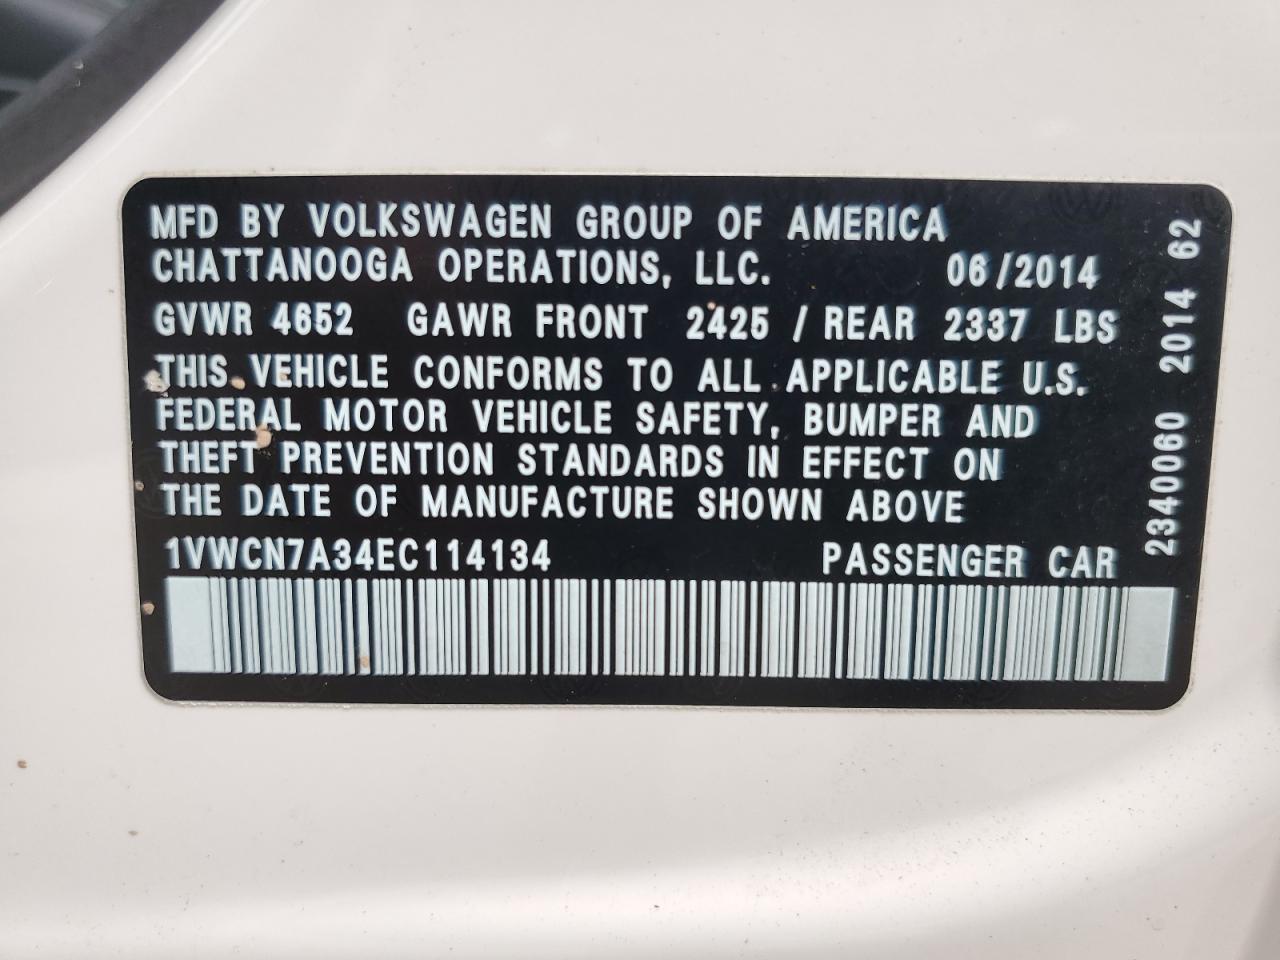 MFD BY VOLKSWAGEN GROUP OF AMERICA
CHATTANOOGA OPERATIONS, LLC. 06/2014
GVWR 4652 GAWR FRONT 2425 / REAR 2337 LBS
THIS VEHICLE CONFORMS TO ALL APPLICABLE U.S.
FEDERAL MOTOR VEHICLE SAFETY, BUMPER AND
THEFT PREVENTION STANDARDS IN EFFECT ON
THE DATE OF MANUFACTURE SHOWN ABOVE
1VWCN7A34EC114134 PASSENGER CAR
2340060 2014 62